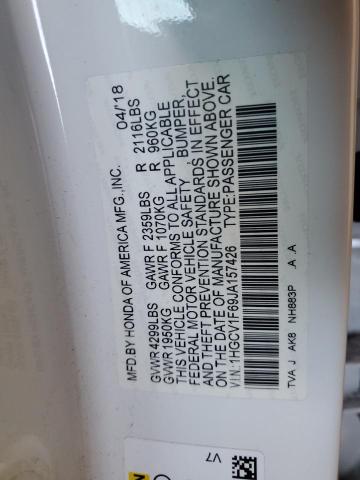 MFD.BY HONDA OF AMERICA MFG.,INC. 04/'18
GVWR 4299LBS GAWR F 2359LBS R 2116LBS
GVWR 1950KG GAWR F 1070KG R 960KG
THIS VEHICLE CONFORMS TO ALL APPLICABLE
FEDERAL MOTOR VEHICLE SAFETY , BUMPER,
AND THEFT PREVENTION STANDARDS IN EFFECT
ON THE DATE OF MANUFACTURE SHOWN ABOVE.
VIN:1HGCV1F69JA157426 TYPE:PASSENGER CAR
TVA J AK8 NH883P A A
V7